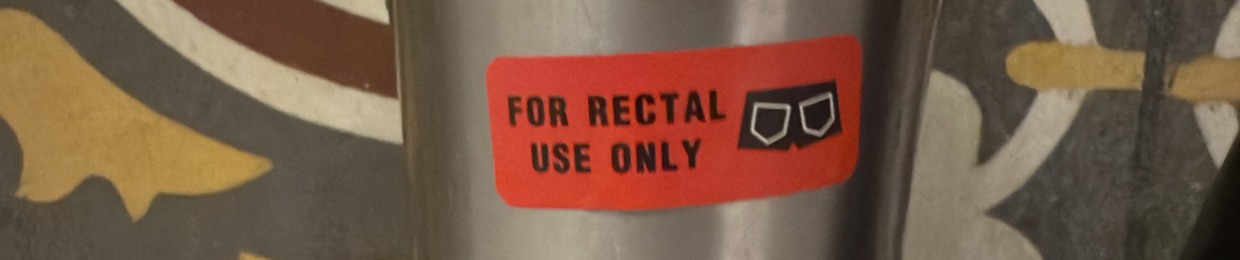 FOR RECTAL
USE ONLY